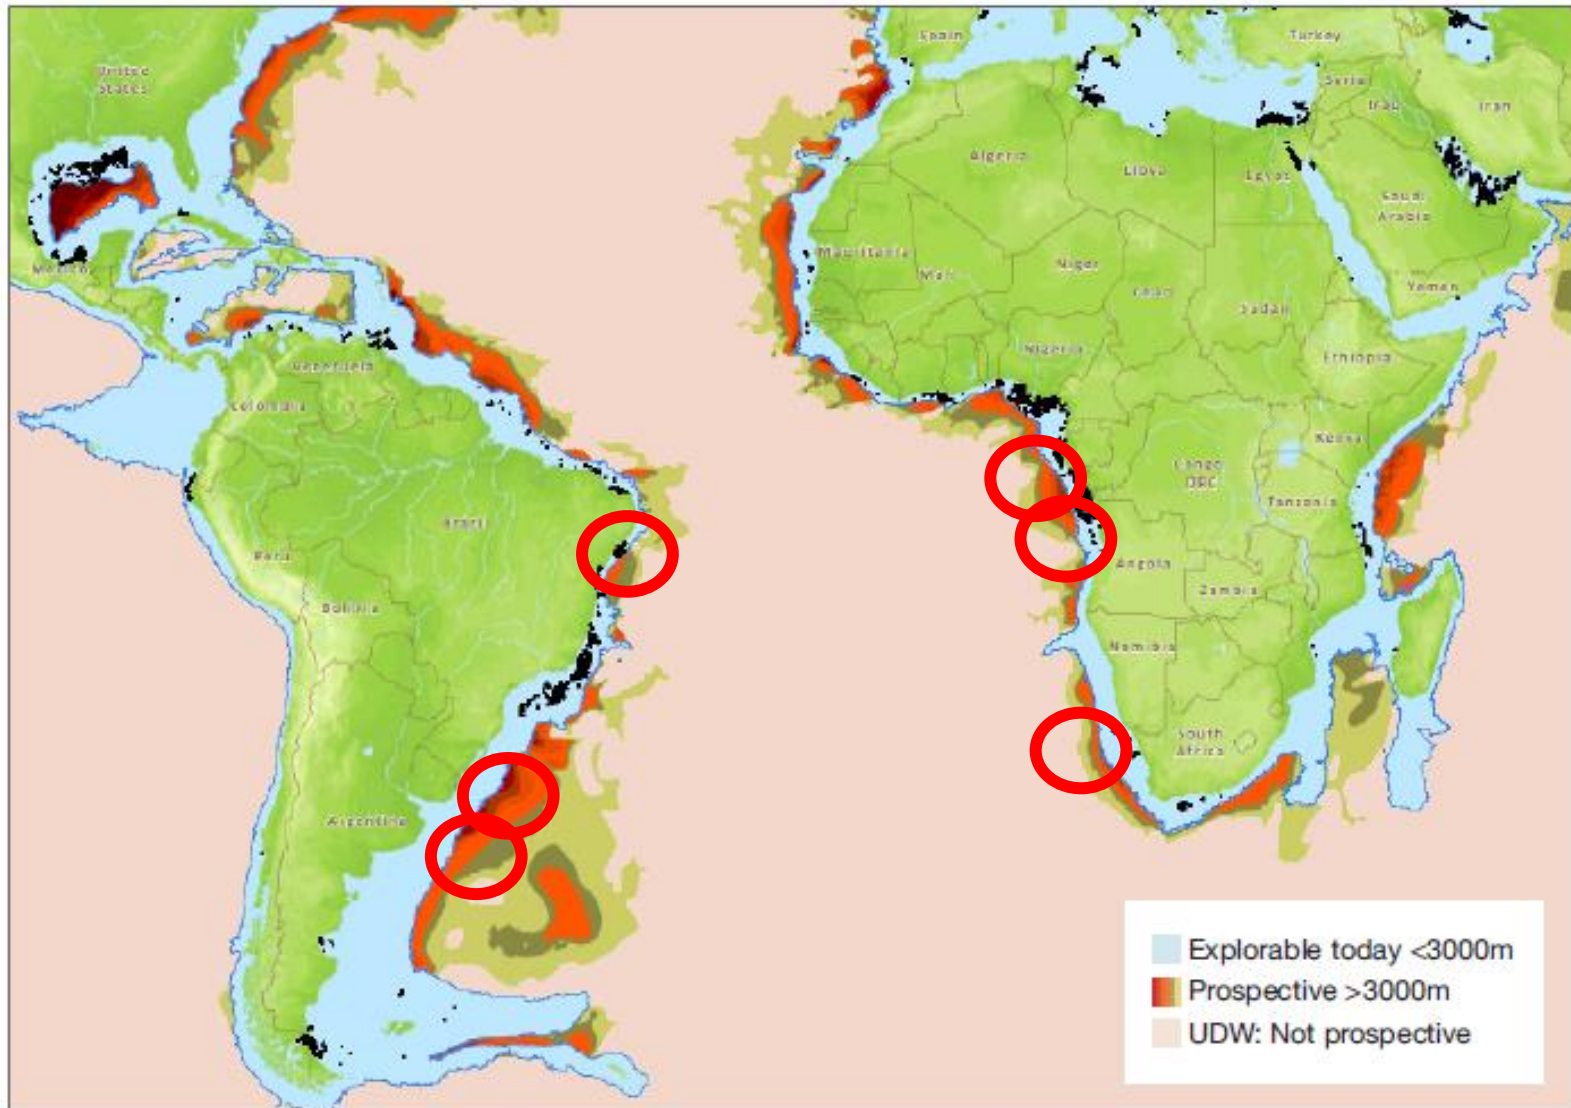 Spain
Turkey
United
States
Syria
Iraq
Iran
Algeria
Libya
Egypt
Saudi
Arabia
Mauritania
Mali
Niger
Chad
Sudan
Yemen
Mexico
Nigeria
Ethiopia
Venezuela
Colombia
Kenya
Congo
DRC
Tanzania
Brazil
Peru
Angola
Zambia
Bolivia
Namibia
South
Africa
Argentina
Explorable today <3000m
Prospective >3000m
UDW: Not prospective